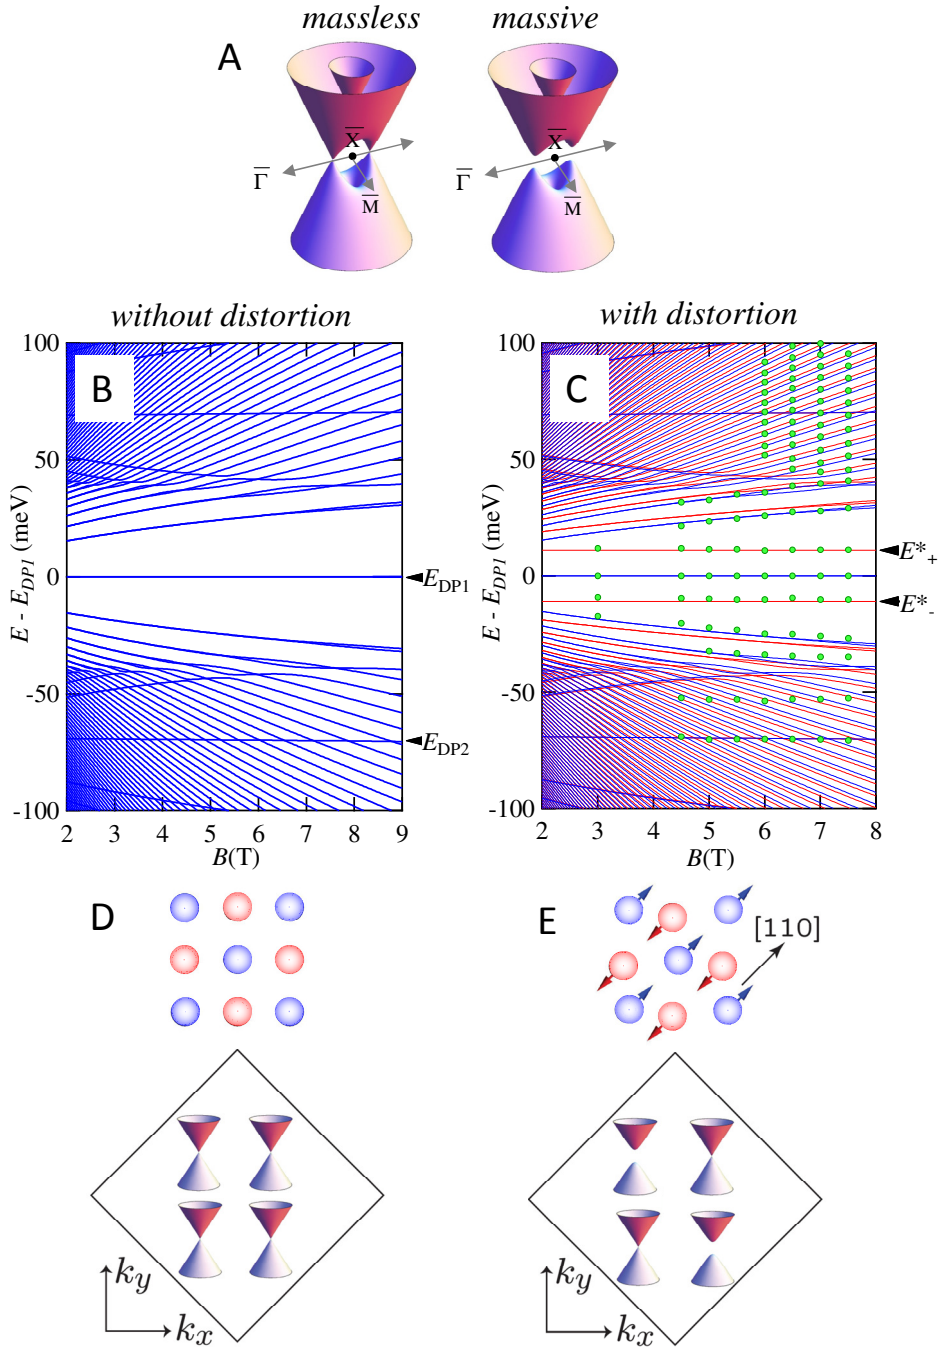 massless massive
A
X̅ X̅
Γ̅ Γ̅
M̅ M̅
without distortion with distortion
B C
100 100
50 50
0 0
-50 -50
-100 -100
E - E_DP1 (meV) E - E_DP1 (meV)
E_DP1
E_DP2
E*₊
E*₋
2 3 4 5 6 7 8 9
B(T)
2 3 4 5 6 7 8
B(T)
D E
[110]
k_y k_y
k_x k_x